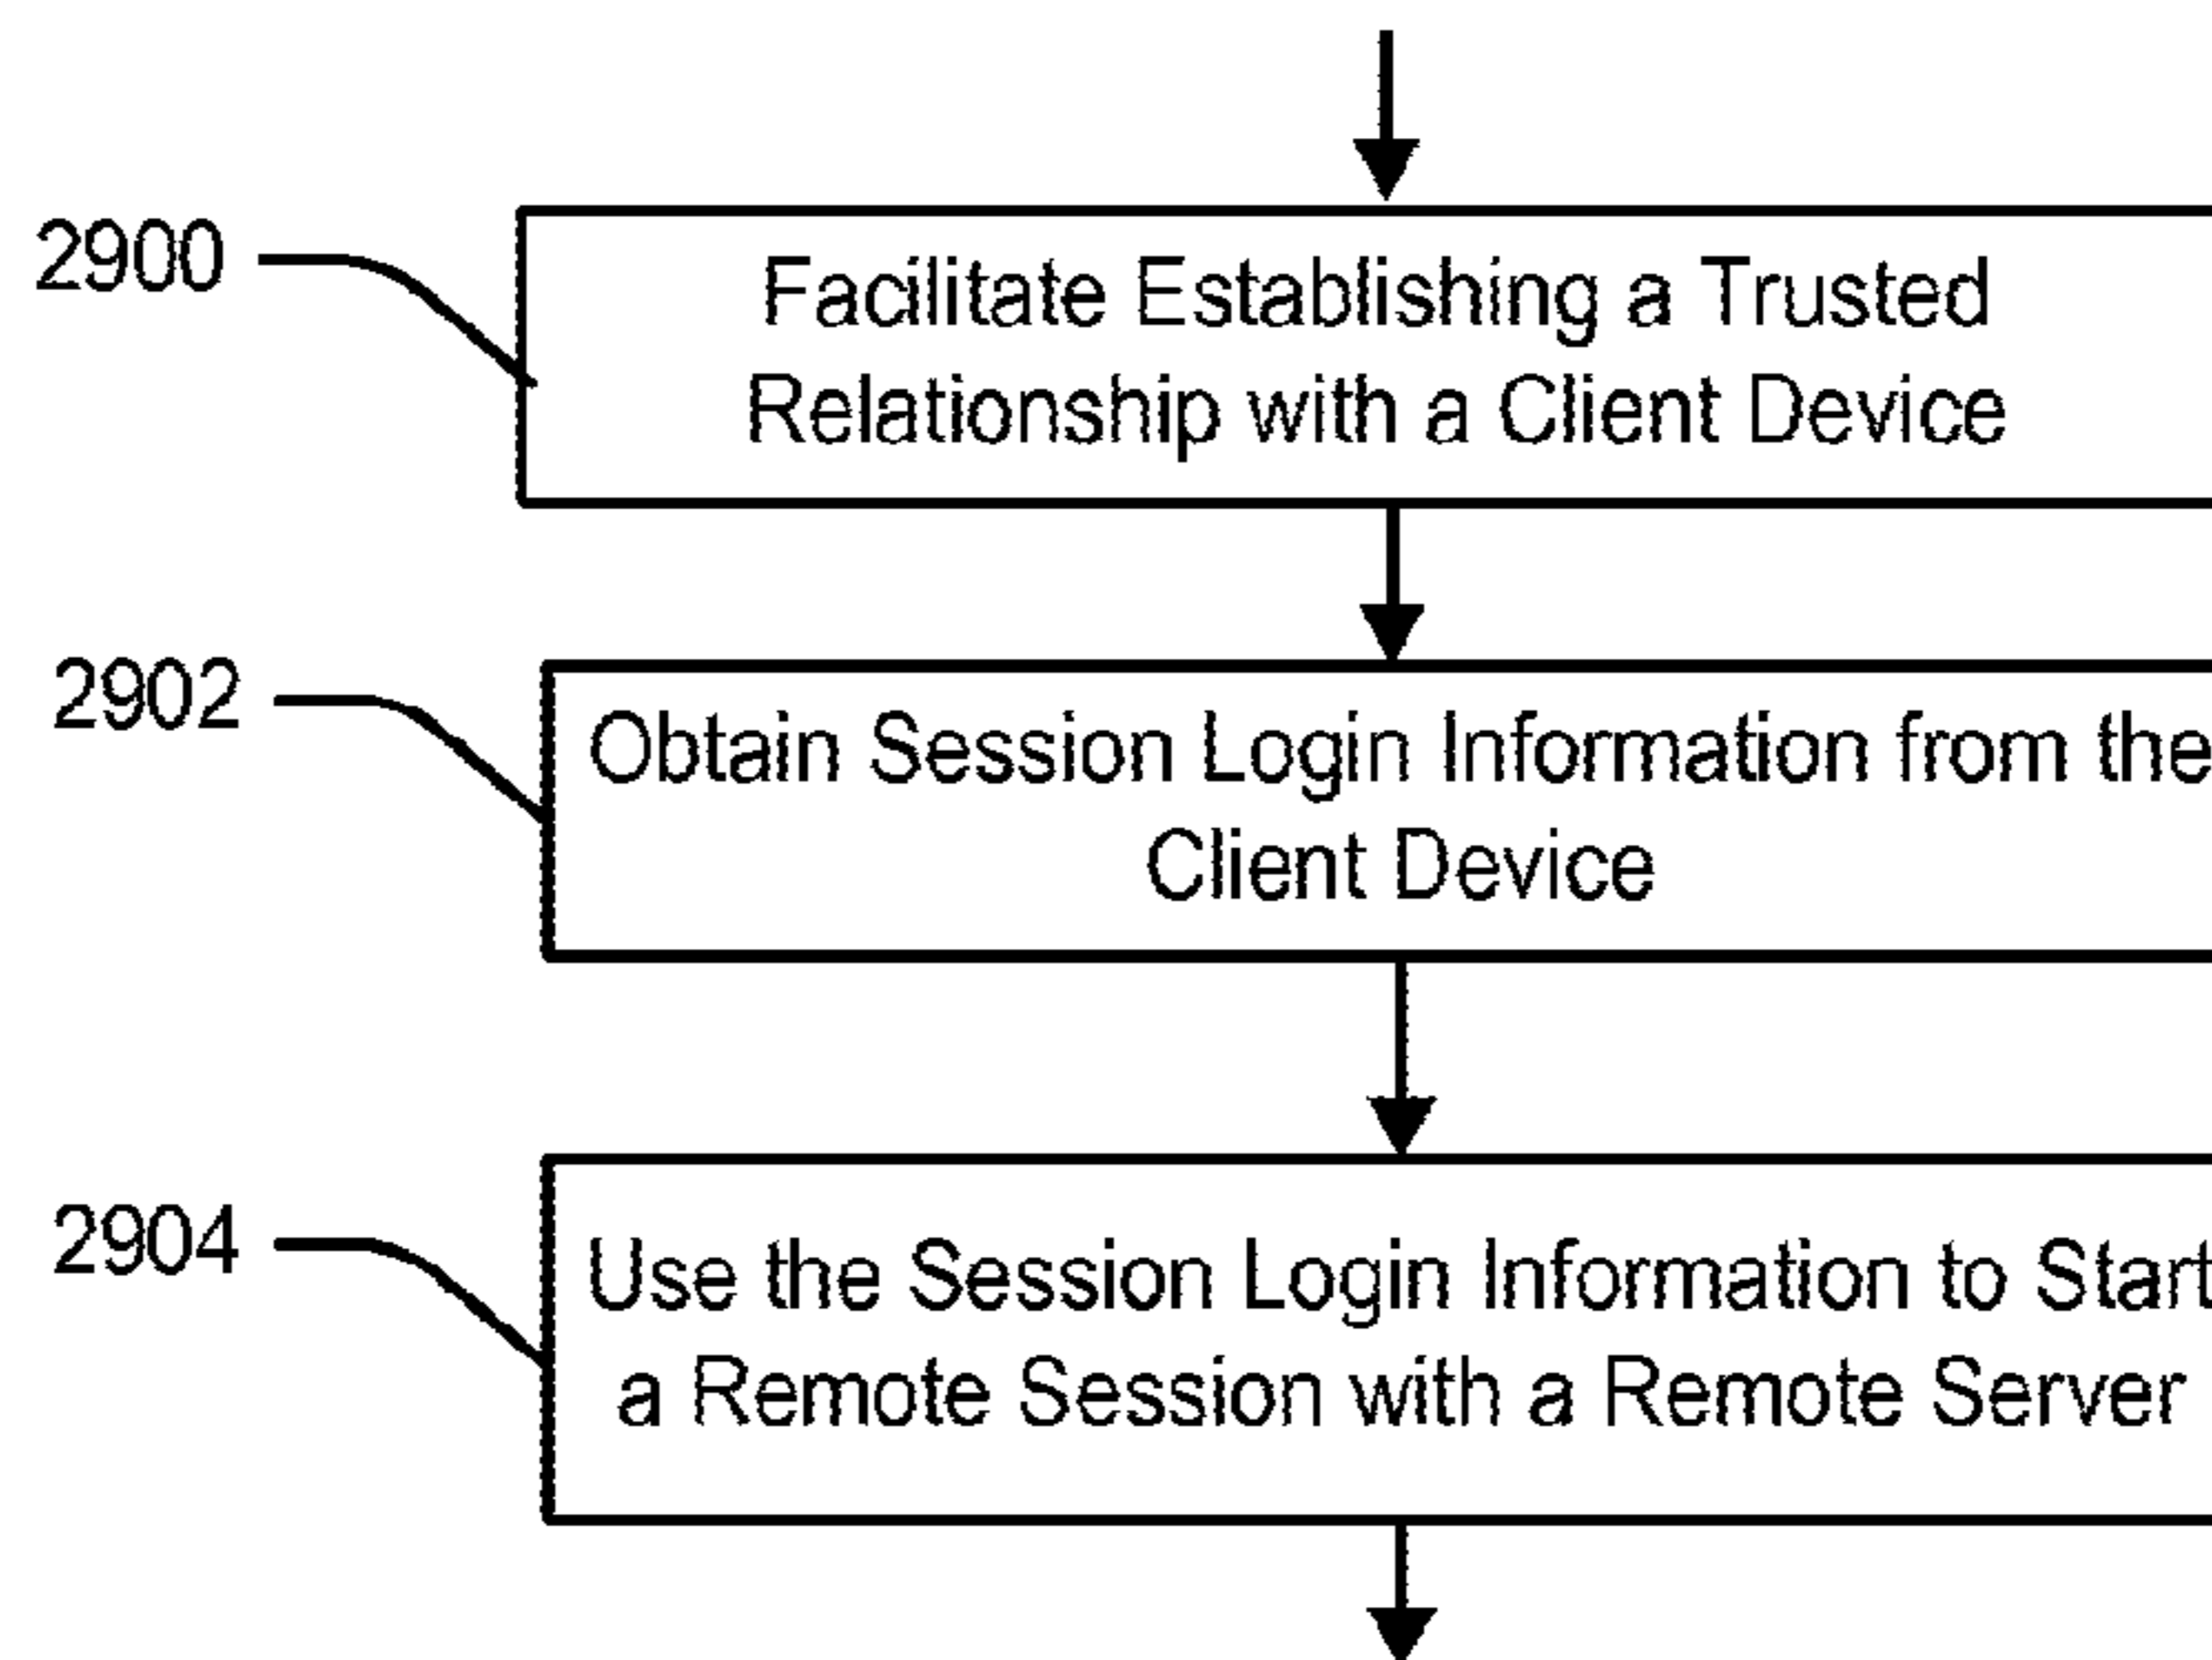 2900
Facilitate Establishing a Trusted
Relationship with a Client Device
2902
Obtain Session Login Information from the
Client Device
2904
Use the Session Login Information to Start
a Remote Session with a Remote Server